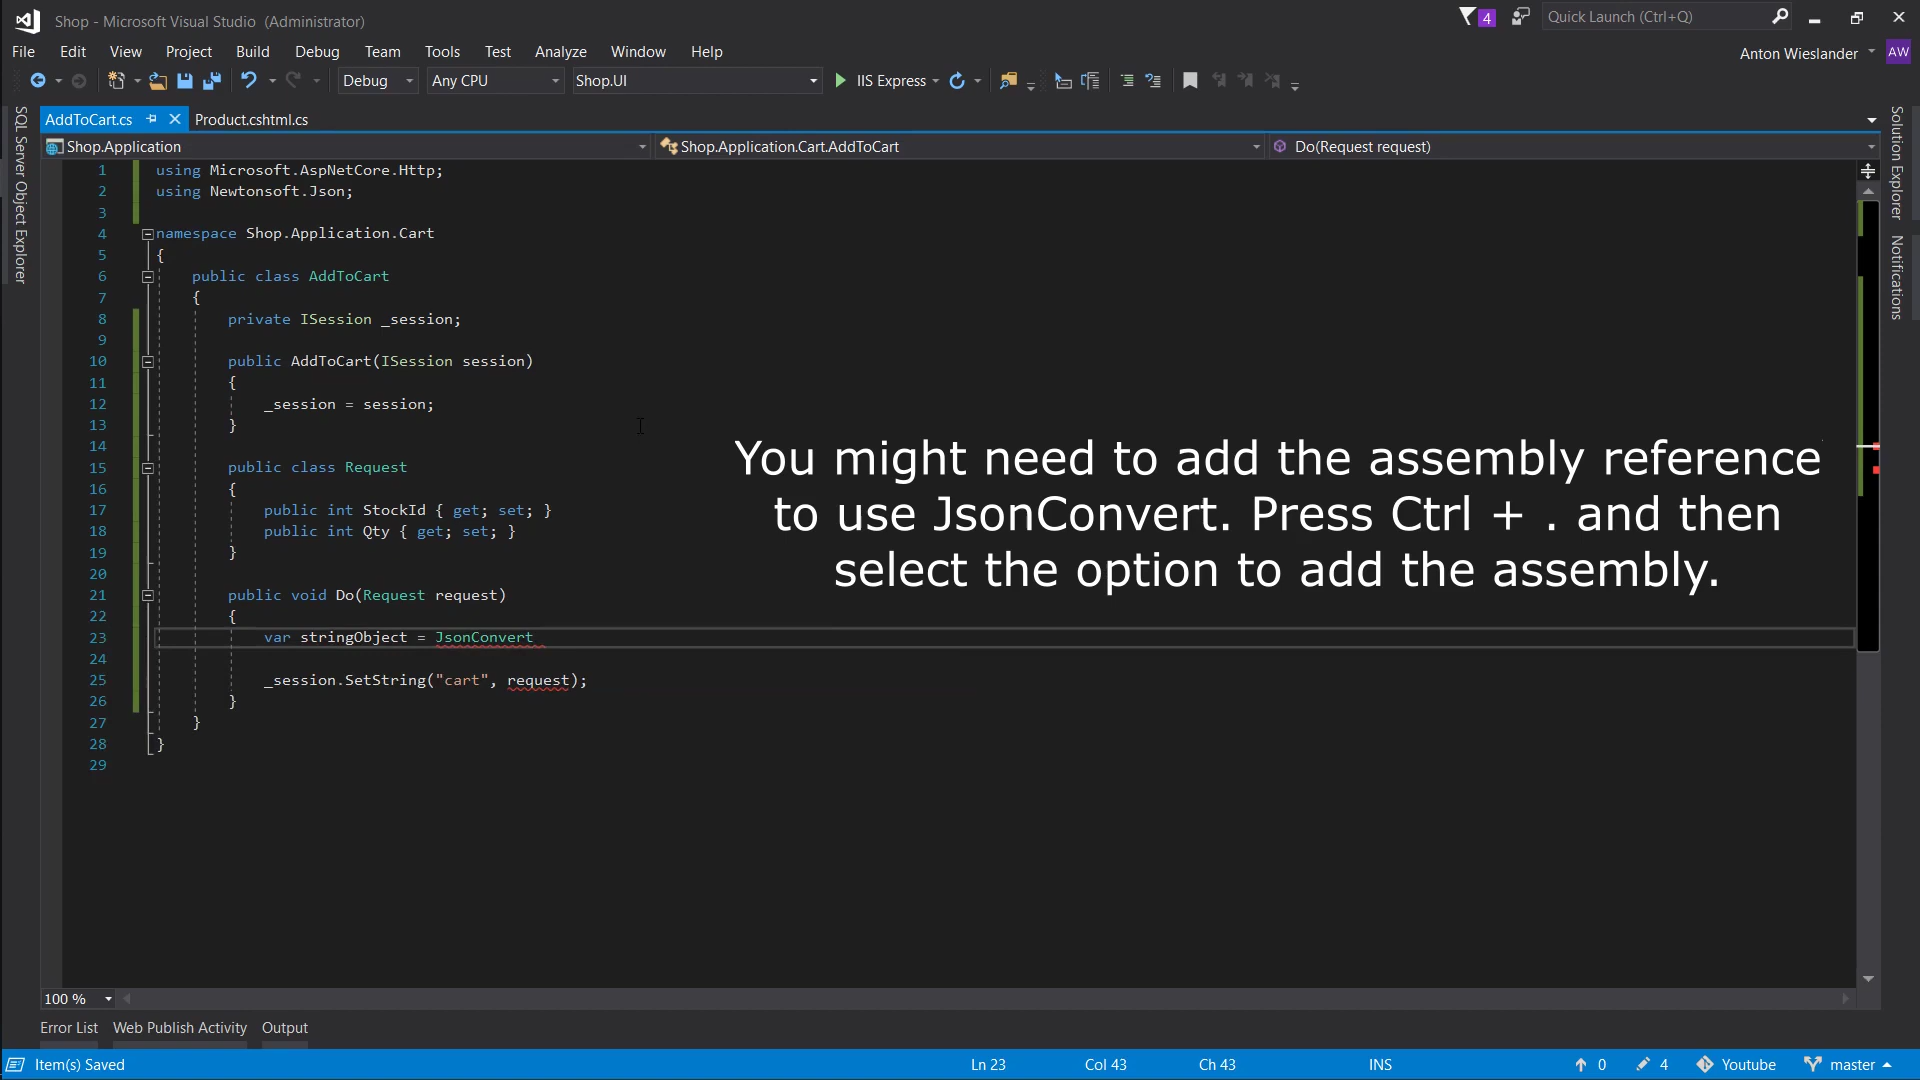 Shop - Microsoft Visual Studio (Administrator)
4
Quick Launch (Ctrl+Q)
File Edit View Project Build Debug Team Tools Test Analyze Window Help
Anton Wieslander AW
Debug Any CPU Shop.UI IIS Express
SQL Server Object Explorer
AddToCart.cs Product.cshtml.cs
Solution Explorer
Notifications
Shop.Application Shop.Application.Cart.AddToCart Do(Request request)
1 using Microsoft.AspNetCore.Http;
2 using Newtonsoft.Json;
3
4 namespace Shop.Application.Cart
5 {
6 public class AddToCart
7 {
8 private ISession _session;
9
10 public AddToCart(ISession session)
11 {
12 _session = session;
13 }
14
15 public class Request
16 {
17 public int StockId { get; set; }
18 public int Qty { get; set; }
19 }
20
21 public void Do(Request request)
22 {
23 var stringObject = JsonConvert
24
25 _session.SetString("cart", request);
26 }
27 }
28 }
29
You might need to add the assembly reference
to use JsonConvert. Press Ctrl + . and then
select the option to add the assembly.
100 %
Error List Web Publish Activity Output
Item(s) Saved Ln 23 Col 43 Ch 43 INS 0 4 Youtube master